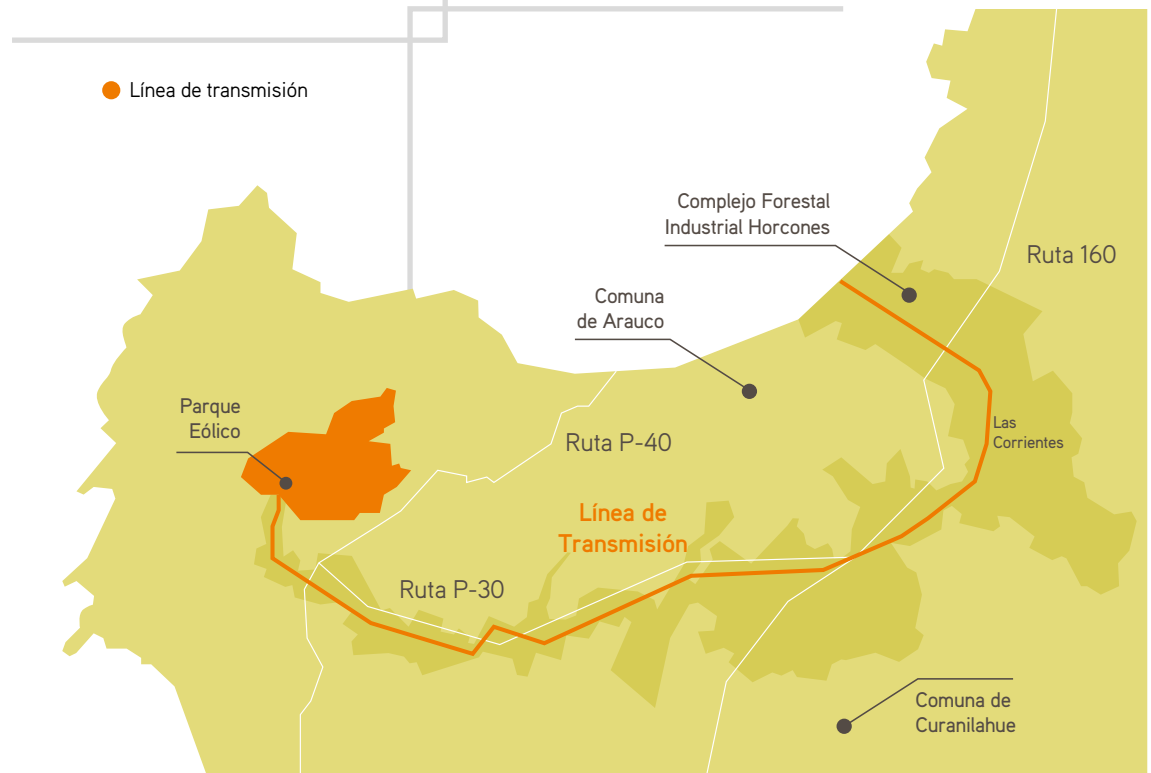 Línea de transmisión
Complejo Forestal
Industrial Horcones
Ruta 160
Comuna
de Arauco
Parque
Eólico
Ruta P-40
Las
Corrientes
Línea de
Transmisión
Ruta P-30
Comuna de
Curanilahue